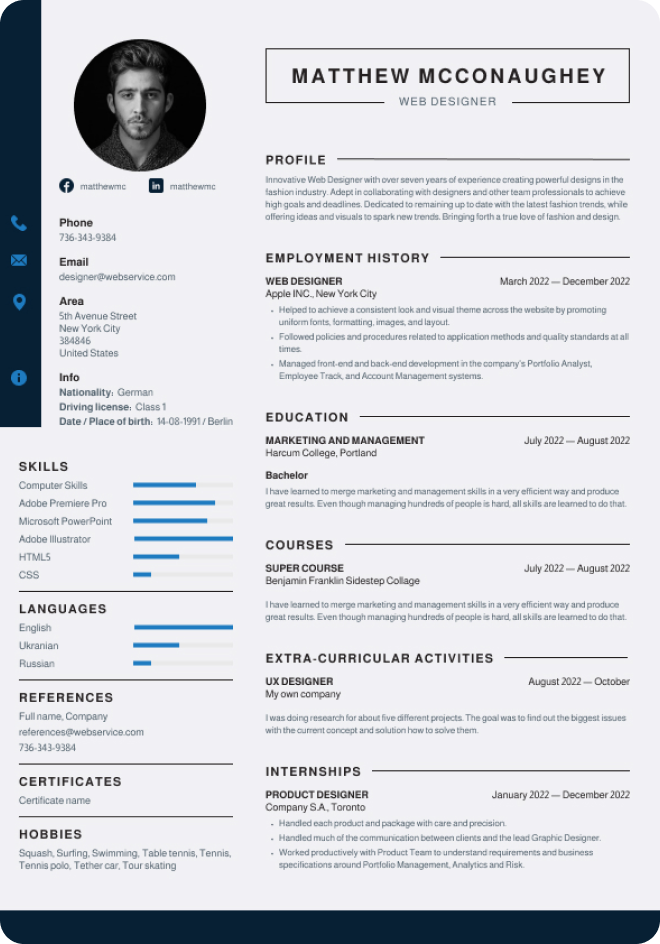 MATTHEW MCCONAUGHEY
WEB DESIGNER
matthewmc
matthewmc
Phone
736-343-9384
Email
designer@webservice.com
Area
5th Avenue Street
New York City
384846
United States
Info
Nationality: German
Driving license: Class 1
Date / Place of birth: 14-08-1991 / Berlin
SKILLS
Computer Skills
Adobe Premiere Pro
Microsoft PowerPoint
Adobe Illustrator
HTML5
CSS
LANGUAGES
English
Ukranian
Russian
REFERENCES
Full name, Company
references@webservice.com
736-343-9384
CERTIFICATES
Certificate name
HOBBIES
Squash, Surfing, Swimming, Table tennis, Tennis,
Tennis polo, Tether car, Tour skating
PROFILE
Innovative Web Designer with over seven years of experience creating powerful designs in the
fashion industry. Adept in collaborating with designers and other team professionals to achieve
high goals and deadlines. Dedicated to remaining up to date with the latest fashion trends, while
offering ideas and visuals to spark new trends. Bringing forth a true love of fashion and design.
EMPLOYMENT HISTORY
WEB DESIGNER March 2022 — December 2022
Apple INC., New York City
• Helped to achieve a consistent look and visual theme across the website by promoting
uniform fonts, formatting, images, and layout.
• Followed policies and procedures related to application methods and quality standards at all
times.
• Managed front-end and back-end development in the company's Portfolio Analyst,
Employee Track, and Account Management systems.
EDUCATION
MARKETING AND MANAGEMENT July 2022 — August 2022
Harcum College, Portland
Bachelor
I have learned to merge marketing and management skills in a very efficient way and produce
great results. Even though managing hundreds of people is hard, all skills are learned to do that.
COURSES
SUPER COURSE July 2022 — August 2022
Benjamin Franklin Sidestep Collage
I have learned to merge marketing and management skills in a very efficient way and produce
great results. Even though managing hundreds of people is hard, all skills are learned to do that.
EXTRA-CURRICULAR ACTIVITIES
UX DESIGNER August 2022 — October
My own company
I was doing research for about five different projects. The goal was to find out the biggest issues
with the current concept and solution how to solve them.
INTERNSHIPS
PRODUCT DESIGNER January 2022 — December 2022
Company S.A., Toronto
• Handled each product and package with care and precision.
• Handled much of the communication between clients and the lead Graphic Designer.
• Worked productively with Product Team to understand requirements and business
specifications around Portfolio Management, Analytics and Risk.